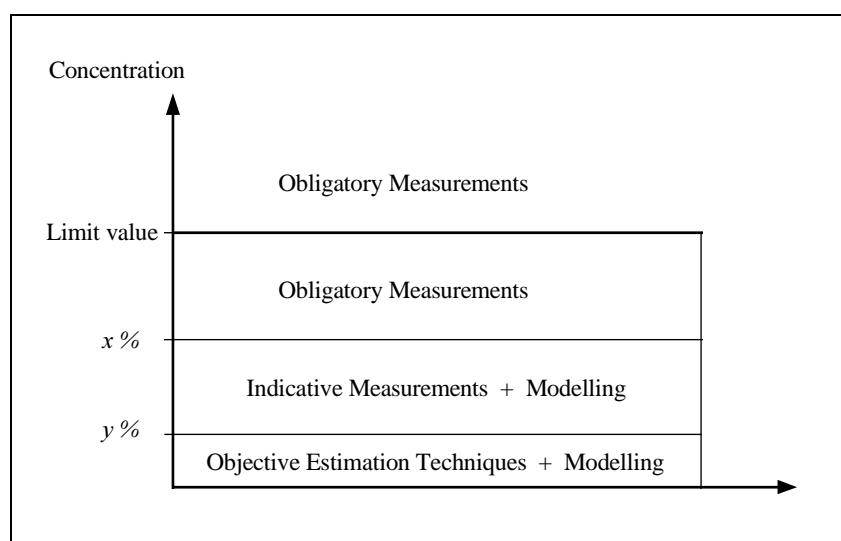 Concentration
Obligatory Measurements
Limit value
Obligatory Measurements
x %
Indicative Measurements + Modelling
y %
Objective Estimation Techniques + Modelling